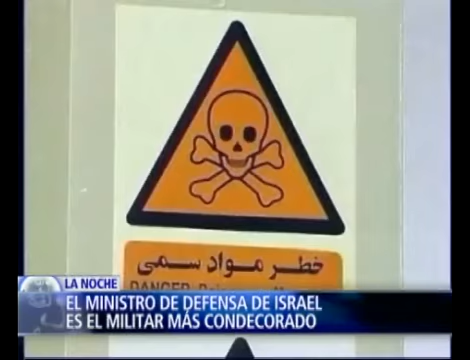 خطر مواد سمی
DANGER
LA NOCHE
EL MINISTRO DE DEFENSA DE ISRAEL
ES EL MILITAR MÁS CONDECORADO